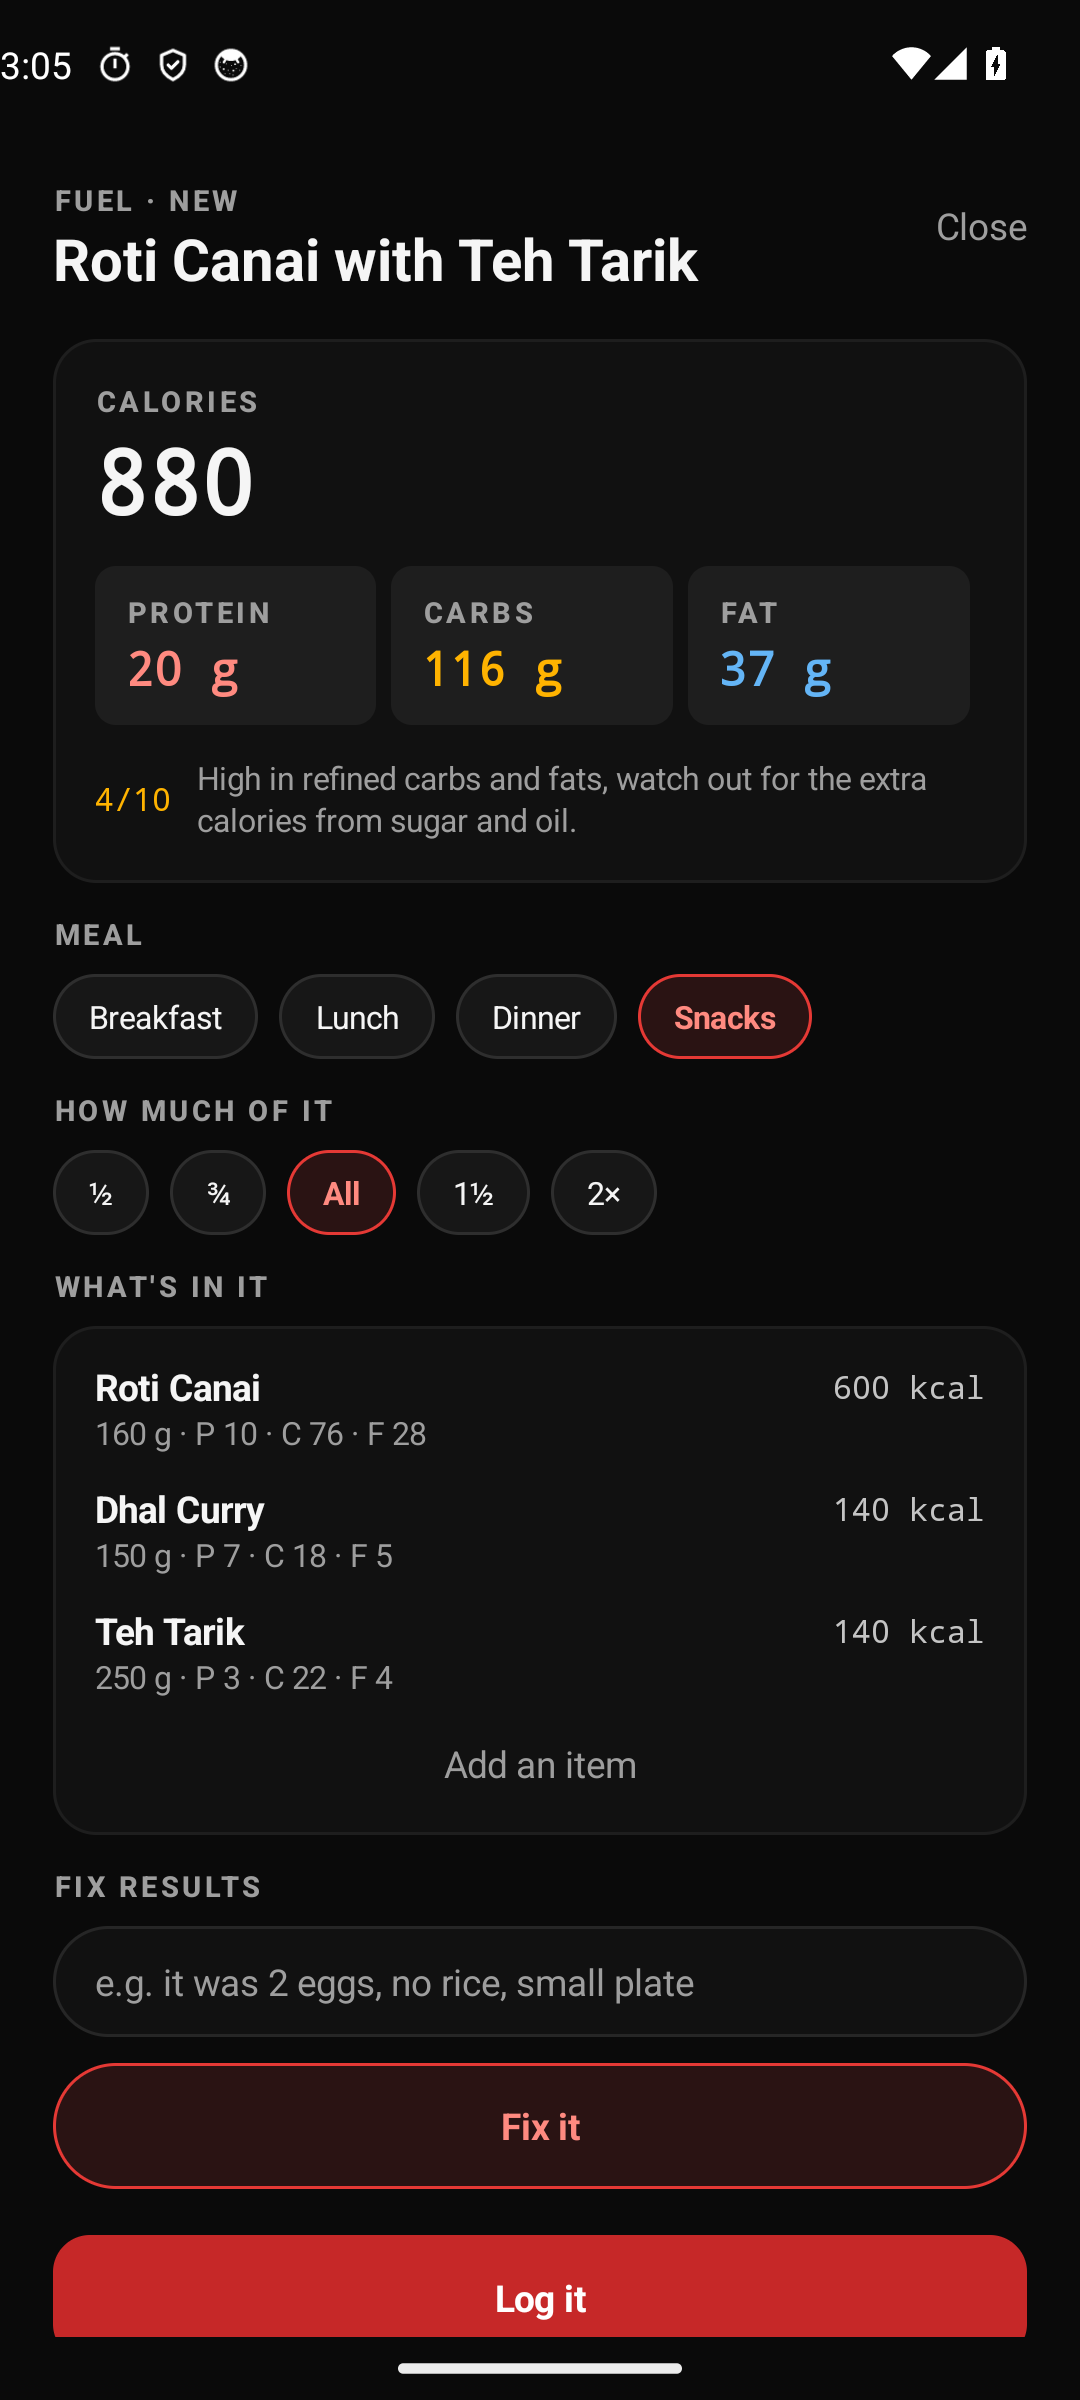 3:05
FUEL · NEW
Roti Canai with Teh Tarik
Close
CALORIES
880
PROTEIN
20 g
CARBS
116 g
FAT
37 g
4/10
High in refined carbs and fats, watch out for the extra
calories from sugar and oil.
MEAL
Breakfast
Lunch
Dinner
Snacks
HOW MUCH OF IT
½
¾
All
1½
2×
WHAT'S IN IT
Roti Canai
600 kcal
160 g · P 10 · C 76 · F 28
Dhal Curry
140 kcal
150 g · P 7 · C 18 · F 5
Teh Tarik
140 kcal
250 g · P 3 · C 22 · F 4
Add an item
FIX RESULTS
e.g. it was 2 eggs, no rice, small plate
Fix it
Log it